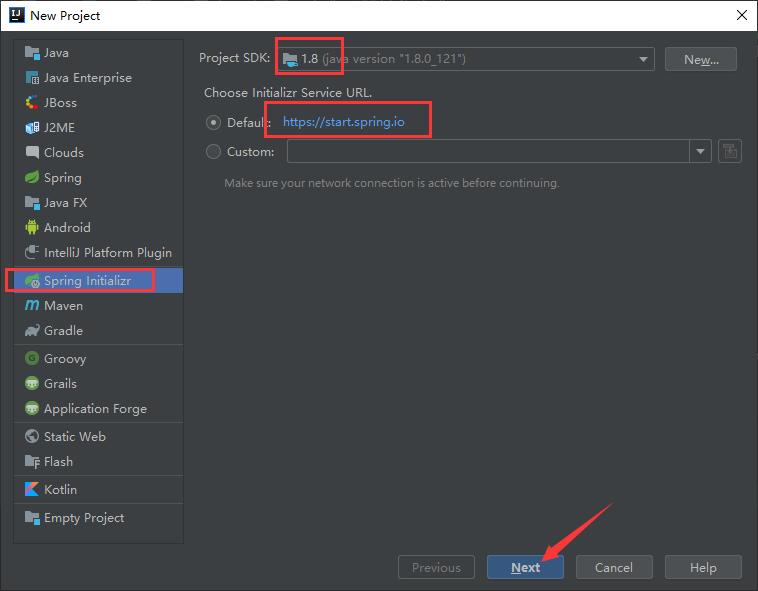 New Project
Java
Java Enterprise
JBoss
J2ME
Clouds
Spring
Java FX
Android
IntelliJ Platform Plugin
Spring Initializr
Maven
Gradle
Groovy
Grails
Application Forge
Static Web
Flash
Kotlin
Empty Project
Project SDK: 1.8 (java version "1.8.0_121") New...
Choose Initializr Service URL.
Default: https://start.spring.io
Custom:
Make sure your network connection is active before continuing.
Previous Next Cancel Help